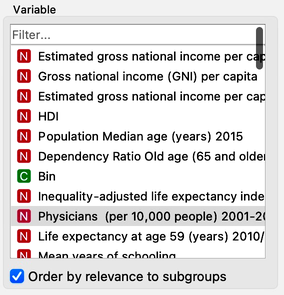 Variable
Filter...
N Estimated gross national income per cap
N Gross national income (GNI) per capita
N Estimated gross national income per cap
N HDI
N Population Median age (years) 2015
N Dependency Ratio Old age (65 and older
C Bin
N Inequality-adjusted life expectancy inde
N Physicians (per 10,000 people) 2001-20
N Life expectancy at age 59 (years) 2010/
N Mean years of schooling
Order by relevance to subgroups